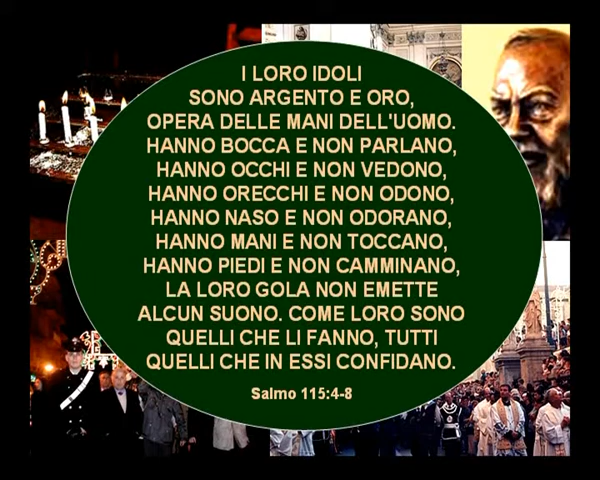 I LORO IDOLI
SONO ARGENTO E ORO,
OPERA DELLE MANI DELL'UOMO.
HANNO BOCCA E NON PARLANO,
HANNO OCCHI E NON VEDONO,
HANNO ORECCHI E NON ODONO,
HANNO NASO E NON ODORANO,
HANNO MANI E NON TOCCANO,
HANNO PIEDI E NON CAMMINANO,
LA LORO GOLA NON EMETTE
ALCUN SUONO. COME LORO SONO
QUELLI CHE LI FANNO, TUTTI
QUELLI CHE IN ESSI CONFIDANO.
Salmo 115:4-8